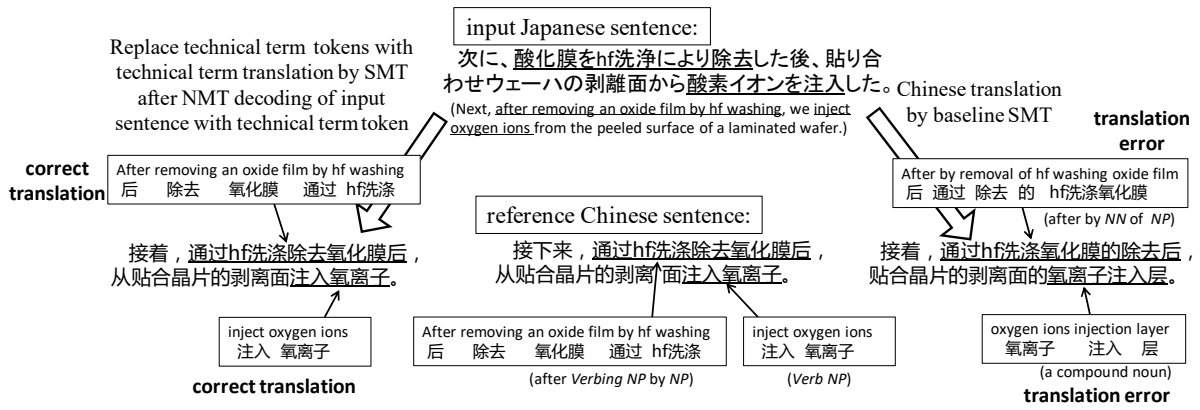 input Japanese sentence:
次に、酸化膜をhf洗浄により除去した後、貼り合
わせウェーハの剥離面から酸素イオンを注入した。
(Next, after removing an oxide film by hf washing, we inject
oxygen ions from the peeled surface of a laminated wafer.)
Replace technical term tokens with
technical term translation by SMT
after NMT decoding of input
sentence with technical term token
correct
translation
After removing an oxide film by hf washing
后 除去 氧化膜 通过 hf洗涤
接着，通过hf洗涤除去氧化膜后，
从贴合晶片的剥离面注入氧离子。
inject oxygen ions
注入 氧离子
correct translation
reference Chinese sentence:
接下来，通过hf洗涤除去氧化膜后，
从贴合晶片的剥离面注入氧离子。
After removing an oxide film by hf washing
后 除去 氧化膜 通过 hf洗涤
(after Verbing NP by NP)
inject oxygen ions
注入 氧离子
(Verb NP)
Chinese translation
by baseline SMT
translation
error
After by removal of hf washing oxide film
后 通过 除去 的 hf洗涤氧化膜
(after by NN of NP)
接着，通过hf洗涤氧化膜的除去后，
贴合晶片的剥离面的氧离子注入层。
oxygen ions injection layer
氧离子 注入 层
(a compound noun)
translation error